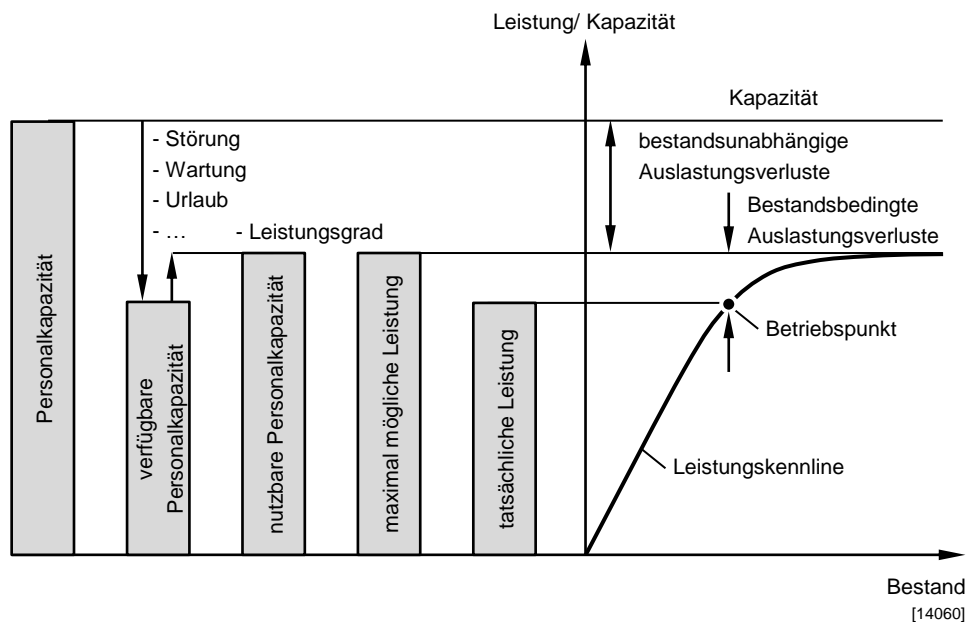 Leistung/ Kapazität
Kapazität
- Störung
- Wartung
- Urlaub
- …
- Leistungsgrad
bestandsunabhängige
Auslastungsverluste
Bestandsbedingte
Auslastungsverluste
Personalkapazität
verfügbare
Personalkapazität
nutzbare Personalkapazität
maximal mögliche Leistung
tatsächliche Leistung
Betriebspunkt
Leistungskennline
Bestand
[14060]